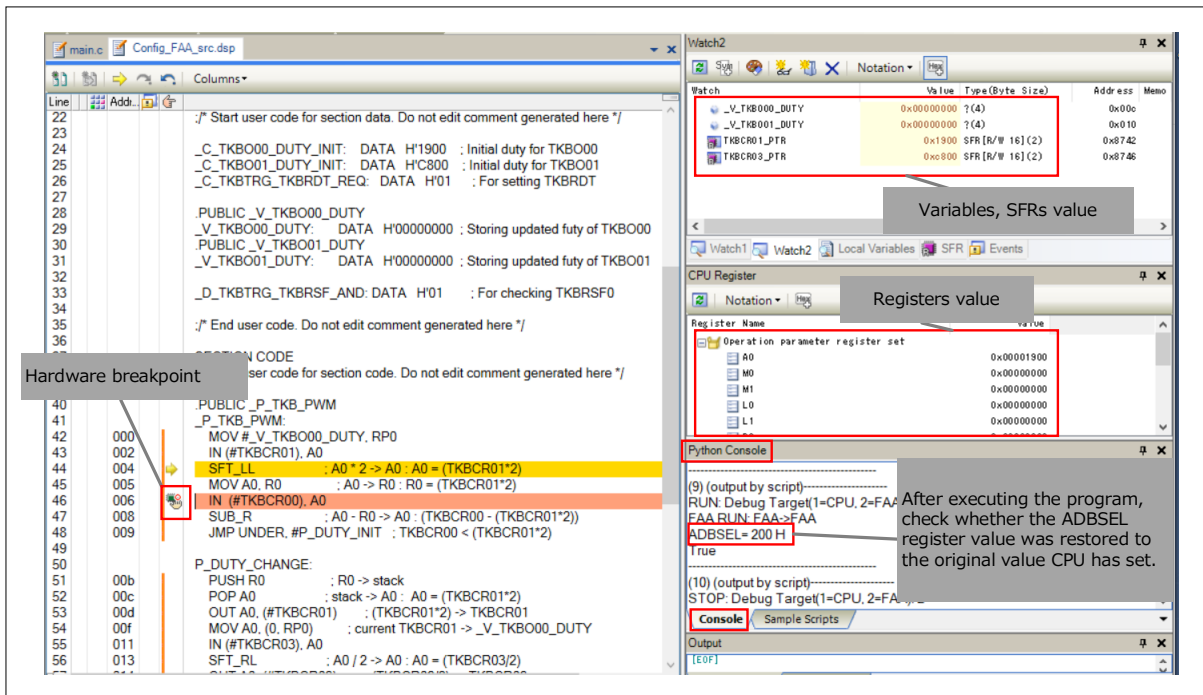 main.c Config_FAA_src.dsp
Columns
Line Addr...
22 ;/* Start user code for section data. Do not edit comment generated here */
23
24 _C_TKBO00_DUTY_INIT: DATA H'1900 ; Initial duty for TKBO00
25 _C_TKBO01_DUTY_INIT: DATA H'C800 ; Initial duty for TKBO01
26 _C_TKBTRG_TKBRDT_REQ: DATA H'01 ; For setting TKBRDT
27
28 .PUBLIC _V_TKBO00_DUTY
29 _V_TKBO00_DUTY: DATA H'00000000 ; Storing updated futy of TKBO00
30 .PUBLIC _V_TKBO01_DUTY
31 _V_TKBO01_DUTY: DATA H'00000000 ; Storing updated futy of TKBO01
32
33 _D_TKBTRG_TKBRSF_AND: DATA H'01 ; For checking TKBRSF0
34
35 ;/* End user code. Do not edit comment generated here */
36
CODE
user code for section code. Do not edit comment generated here */
Hardware breakpoint
40 .PUBLIC _P_TKB_PWM
41 _P_TKB_PWM:
42 000 MOV #_V_TKBO00_DUTY, RP0
43 002 IN (#TKBCR01), A0
44 004 SFT_LL ; A0 * 2 -> A0 : A0 = (TKBCR01*2)
45 005 MOV A0, R0 ; A0 -> R0 : R0 = (TKBCR01*2)
46 006 IN (#TKBCR00), A0
47 008 SUB_R ; A0 - R0 -> A0 : (TKBCR00 - (TKBCR01*2))
48 009 JMP UNDER, #P_DUTY_INIT ; TKBCR00 < (TKBCR01*2)
49
50 P_DUTY_CHANGE:
51 00b PUSH R0 ; R0 -> stack
52 00c POP A0 ; stack -> A0 : A0 = (TKBCR01*2)
53 00d OUT A0, (#TKBCR01) ; (TKBCR01*2) -> TKBCR01
54 00f MOV A0, (0, RP0) ; current TKBCR01 -> _V_TKBO00_DUTY
55 011 IN (#TKBCR03), A0
56 013 SFT_RL ; A0 / 2 -> A0 : A0 = (TKBCR03/2)
Watch2
Notation
Watch Value Type(Byte Size) Address Memo
_V_TKBO00_DUTY 0x00000000 ?(4) 0x00c
_V_TKBO01_DUTY 0x00000000 ?(4) 0x010
TKBCR01_PTR 0x1900 SFR[R/W 16](2) 0x8742
TKBCR03_PTR 0xc800 SFR[R/W 16](2) 0x8746
Variables, SFRs value
Watch1 Watch2 Local Variables SFR Events
CPU Register
Notation
Registers value
Register Name Value
Operation parameter register set
A0 0x00001900
M0 0x00000000
M1 0x00000000
L0 0x00000000
L1 0x00000000
Python Console
(9) (output by script)
RUN: Debug Target(1=CPU, 2=FAA
FAA RUN: FAA->FAA
ADBSEL= 200 H
True
(10) (output by script)
STOP: Debug Target(1=CPU, 2=FAA
After executing the program,
check whether the ADBSEL
register value was restored to
the original value CPU has set.
Console Sample Scripts
Output
[EOF]